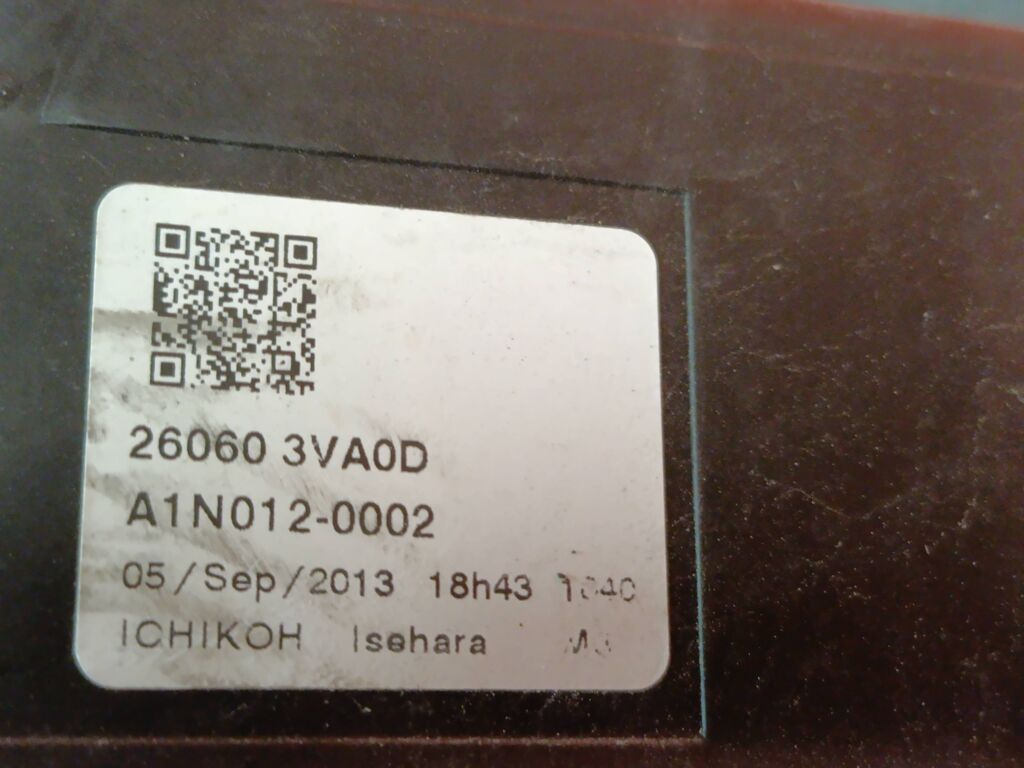 26060 3VA0D
A1N012-0002
05/Sep/2013 18h43
ICHIKOH Isehara